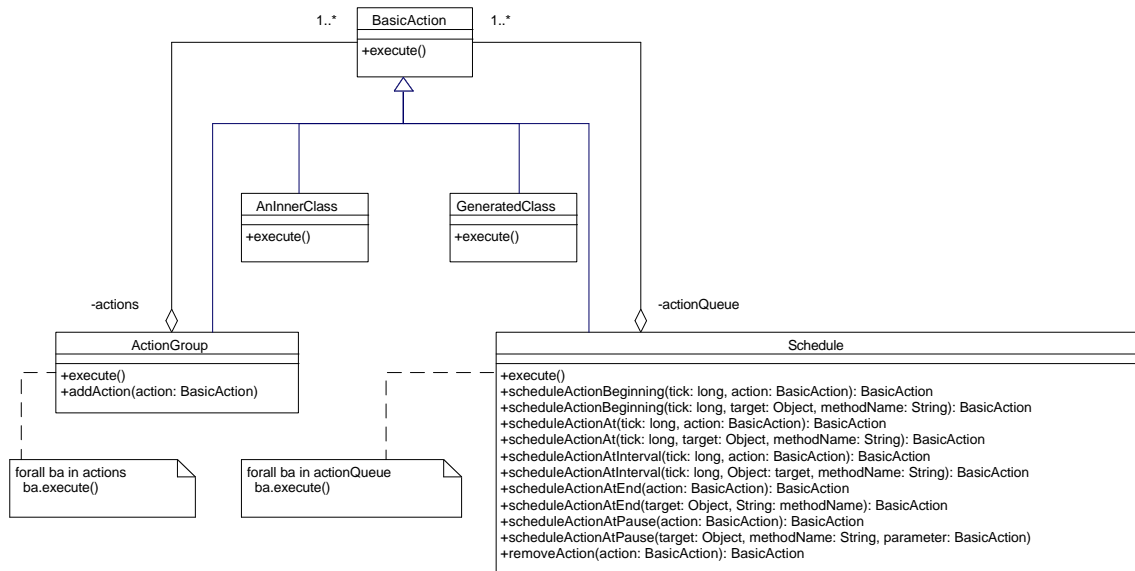 1..*
BasicAction
1..*
+execute()
AnInnerClass
+execute()
GeneratedClass
+execute()
-actions
-actionQueue
ActionGroup
+execute()
+addAction(action: BasicAction)
Schedule
+execute()
+scheduleActionBeginning(tick: long, action: BasicAction): BasicAction
+scheduleActionBeginning(tick: long, target: Object, methodName: String): BasicAction
+scheduleActionAt(tick: long, action: BasicAction): BasicAction
+scheduleActionAt(tick: long, target: Object, methodName: String): BasicAction
+scheduleActionAtInterval(tick: long, action: BasicAction): BasicAction
+scheduleActionAtInterval(tick: long, Object: target, methodName: String): BasicAction
+scheduleActionAtEnd(action: BasicAction): BasicAction
+scheduleActionAtEnd(target: Object, String: methodName): BasicAction
+scheduleActionAtPause(action: BasicAction): BasicAction
+scheduleActionAtPause(target: Object, methodName: String, parameter: BasicAction)
+removeAction(action: BasicAction): BasicAction
forall ba in actions
ba.execute()
forall ba in actionQueue
ba.execute()